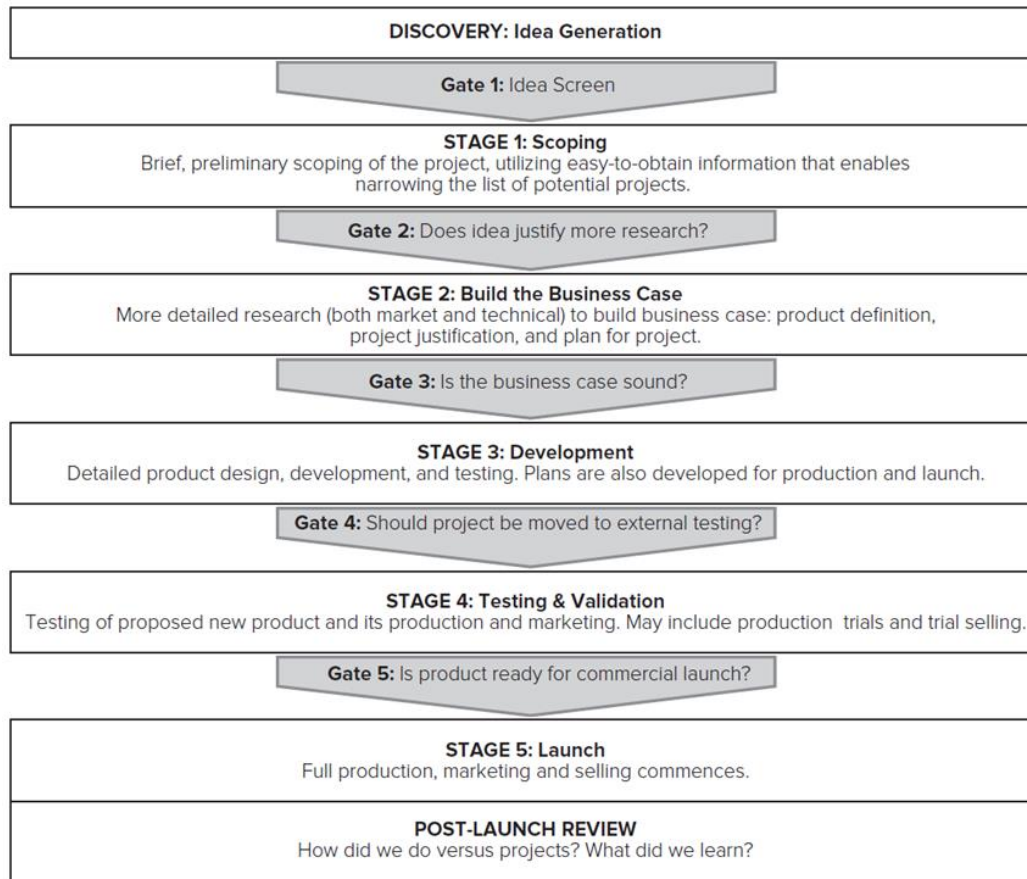 DISCOVERY: Idea Generation
Gate 1: Idea Screen
STAGE 1: Scoping
Brief, preliminary scoping of the project, utilizing easy-to-obtain information that enables
narrowing the list of potential projects.
Gate 2: Does idea justify more research?
STAGE 2: Build the Business Case
More detailed research (both market and technical) to build business case: product definition,
project justification, and plan for project.
Gate 3: Is the business case sound?
STAGE 3: Development
Detailed product design, development, and testing. Plans are also developed for production and launch.
Gate 4: Should project be moved to external testing?
STAGE 4: Testing & Validation
Testing of proposed new product and its production and marketing. May include production trials and trial selling.
Gate 5: Is product ready for commercial launch?
STAGE 5: Launch
Full production, marketing and selling commences.
POST-LAUNCH REVIEW
How did we do versus projects? What did we learn?